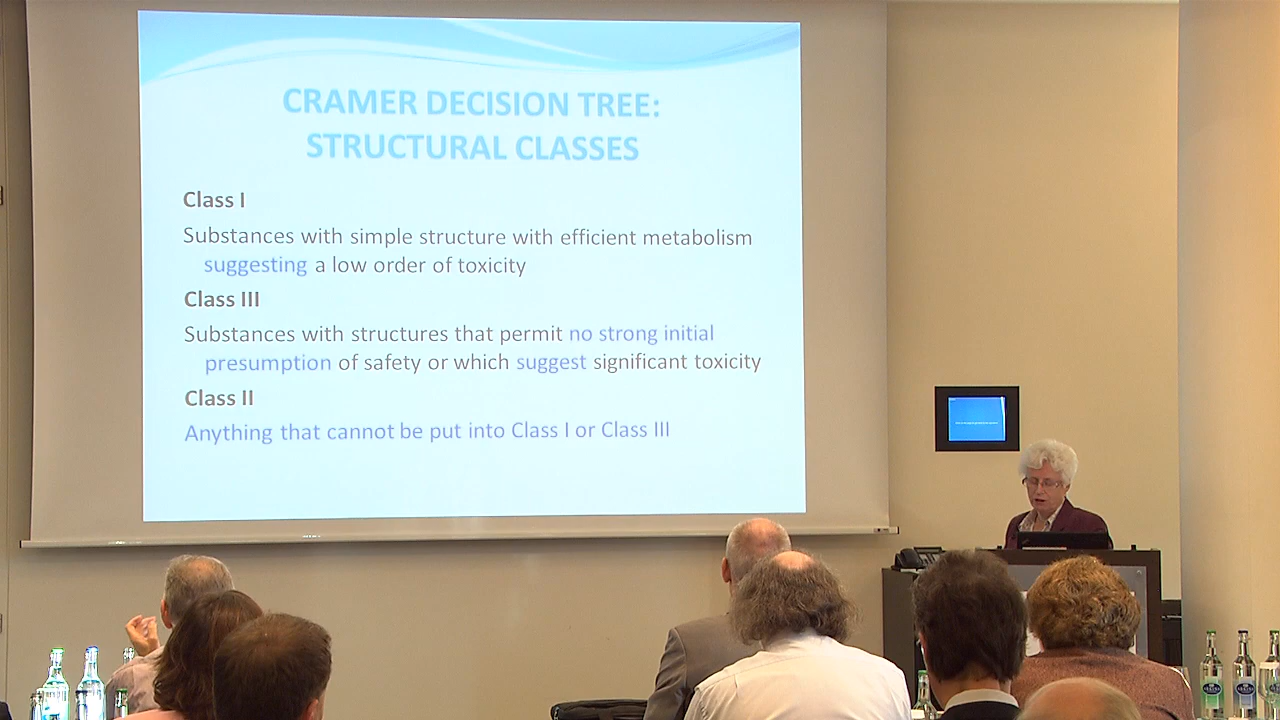 CRAMER DECISION TREE:
STRUCTURAL CLASSES
Class I
Substances with simple structure with efficient metabolism
suggesting a low order of toxicity
Class III
Substances with structures that permit no strong initial
presumption of safety or which suggest significant toxicity
Class II
Anything that cannot be put into Class I or Class III